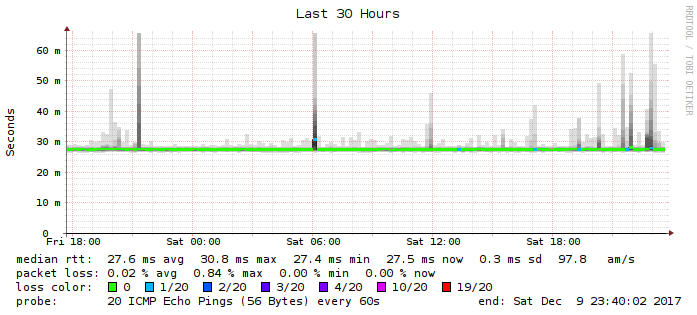 Last 30 Hours
RRDTOOL / TOBI OETIKER
Seconds
60 m
50 m
40 m
30 m
20 m
10 m
0
Fri 18:00 Sat 00:00 Sat 06:00 Sat 12:00 Sat 18:00
median rtt: 27.6 ms avg 30.8 ms max 27.4 ms min 27.5 ms now 0.3 ms sd 97.8 am/s
packet loss: 0.02 % avg 0.84 % max 0.00 % min 0.00 % now
loss color: 0 1/20 2/20 3/20 4/20 10/20 19/20
probe: 20 ICMP Echo Pings (56 Bytes) every 60s end: Sat Dec 9 23:40:02 2017